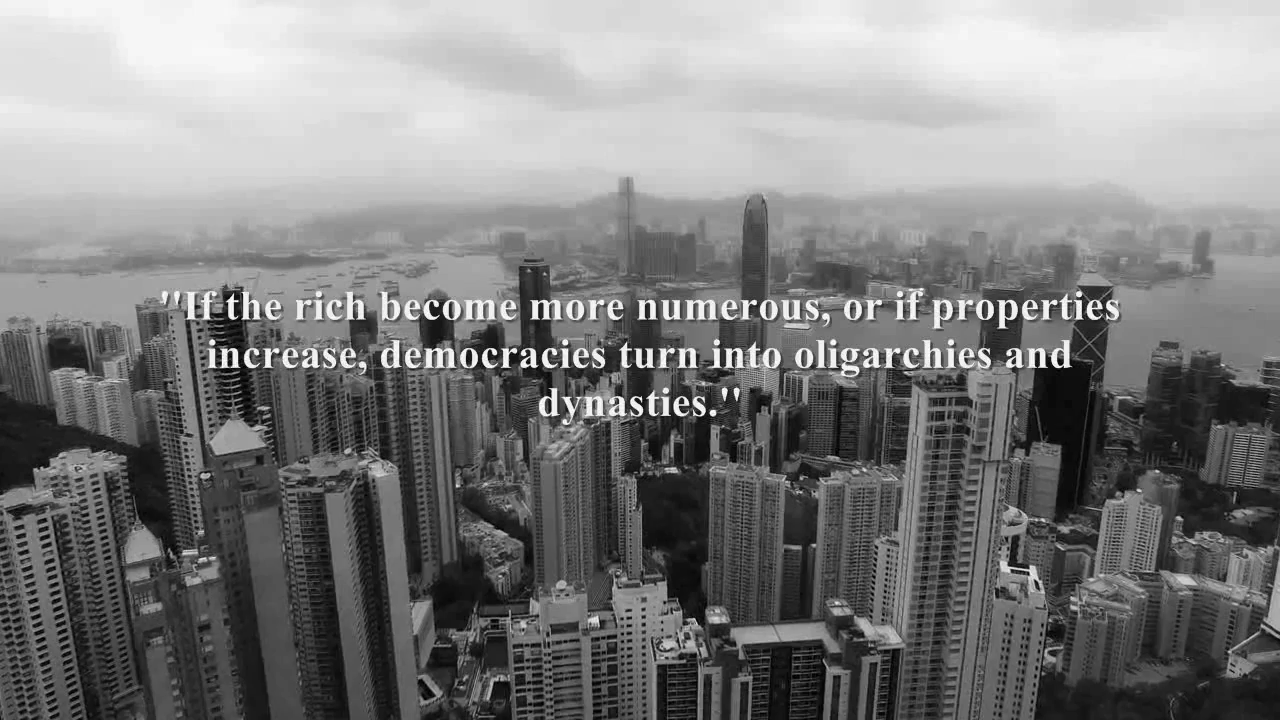 "If the rich become more numerous, or if properties
increase, democracies turn into oligarchies and
dynasties."